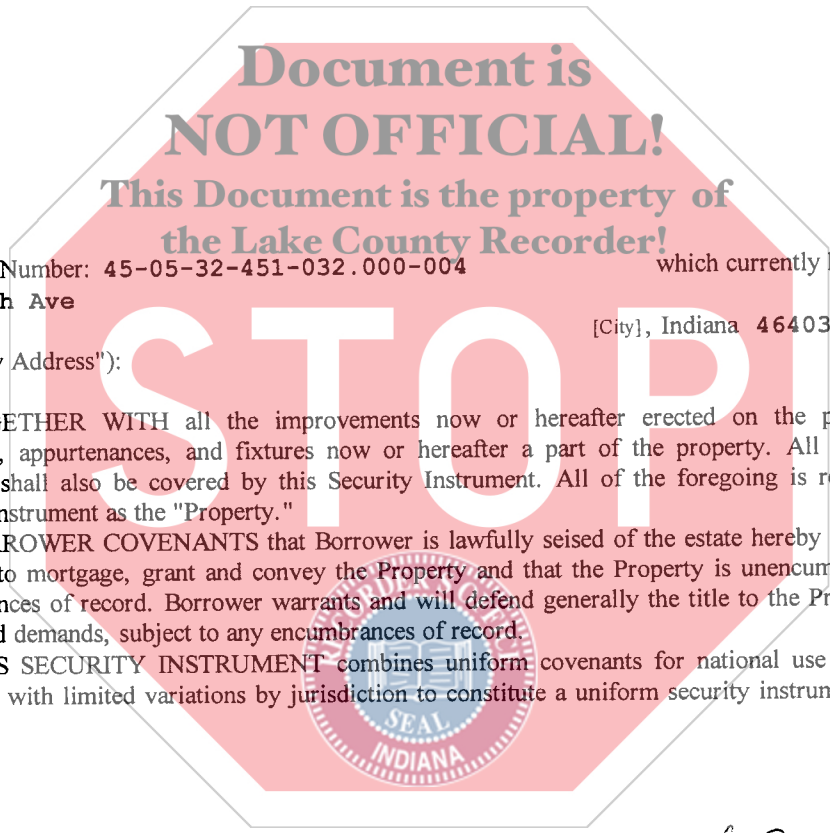 Document is
NOT OFFICIAL!
This Document is the property of
the Lake County Recorder!
Number: 45-05-32-451-032.000-004 which currently
h Ave
[City], Indiana 46403
Address"):
STOP
ETHER WITH all the improvements now or hereafter erected on the p
, appurtenances, and fixtures now or hereafter a part of the property. All
shall also be covered by this Security Instrument. All of the foregoing is re
nstrument as the "Property."
ROWER COVENANTS that Borrower is lawfully seised of the estate hereby
to mortgage, grant and convey the Property and that the Property is unencum
nces of record. Borrower warrants and will defend generally the title to the Pr
d demands, subject to any encumbrances of record.
S SECURITY INSTRUMENT combines uniform covenants for national use
with limited variations by jurisdiction to constitute a uniform security instrum
RECORDER'S OFFICE
SEAL
INDIANA